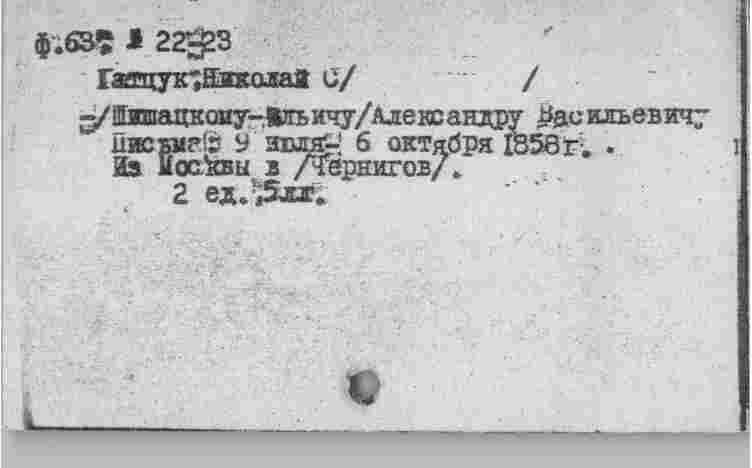 ф.63, № 22-23
Гатцук, Николай С/ /
-/Шишацкому-Ильичу/Александру Васильевичу
Письма 9 июля- 6 октября 1858г. .
Из Москвы в /Чернигов/.
2 ед., 5лл.